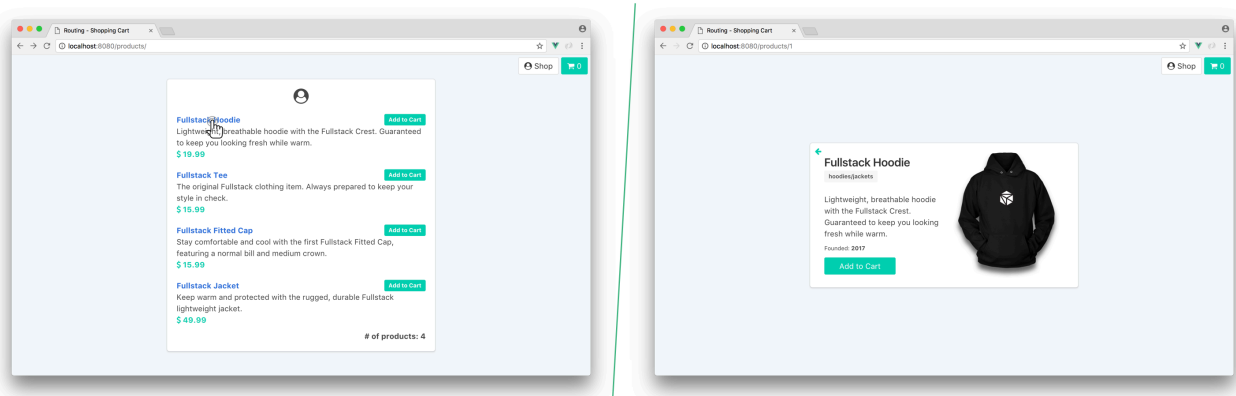 Routing - Shopping Cart
localhost:8080/products/
Shop
0
Fullstack Hoodie
Add to Cart
Lightweight, breathable hoodie with the Fullstack Crest. Guaranteed
to keep you looking fresh while warm.
$19.99
Fullstack Tee
Add to Cart
The original Fullstack clothing item. Always prepared to keep your
style in check.
$15.99
Fullstack Fitted Cap
Add to Cart
Stay comfortable and cool with the first Fullstack Fitted Cap,
featuring a normal bill and medium crown.
$15.99
Fullstack Jacket
Add to Cart
Keep warm and protected with the rugged, durable Fullstack
lightweight jacket.
$49.99
# of products: 4
Routing - Shopping Cart
localhost:8080/products/1
Shop
0
Fullstack Hoodie
hoodies/jackets
Lightweight, breathable hoodie
with the Fullstack Crest.
Guaranteed to keep you looking
fresh while warm.
Founded: 2017
Add to Cart